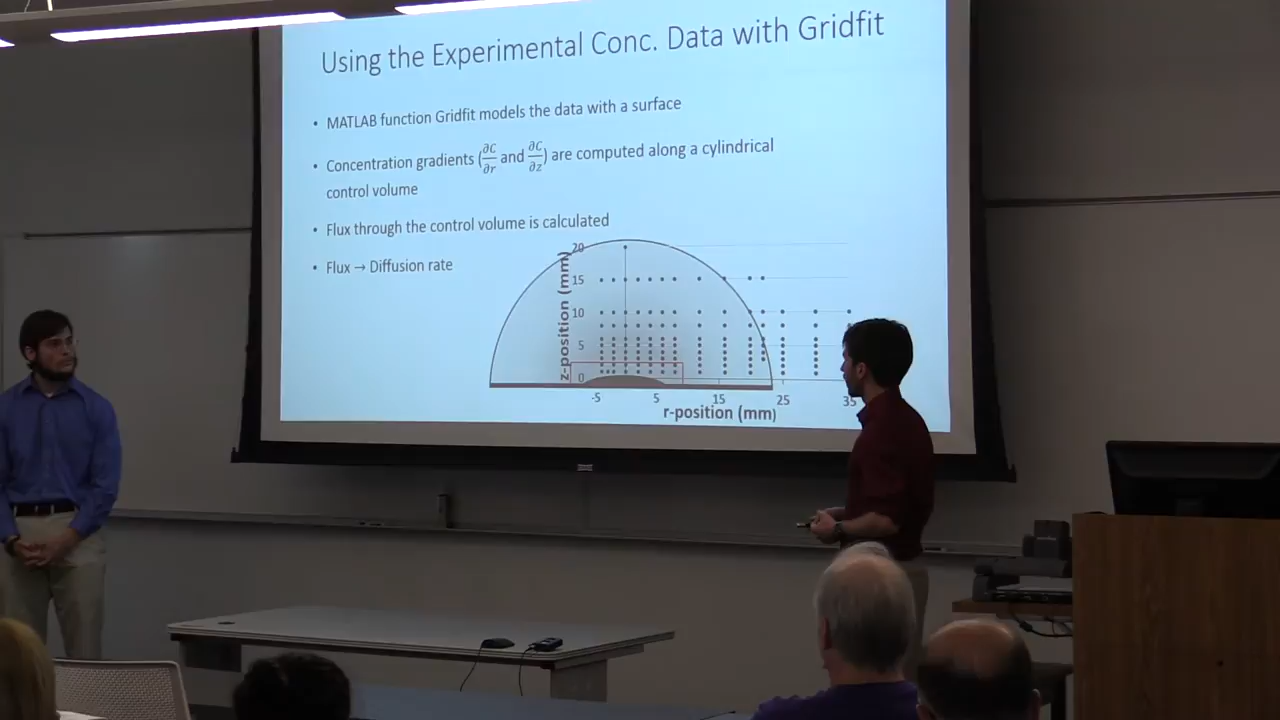 Using the Experimental Conc. Data with Gridfit
• MATLAB function Gridfit models the data with a surface
• Concentration gradients (∂C/∂r and ∂C/∂z) are computed along a cylindrical
control volume
• Flux through the control volume is calculated
• Flux → Diffusion rate
z-position (mm)
20
15
10
5
0
-5 5 15 25 35
r-position (mm)